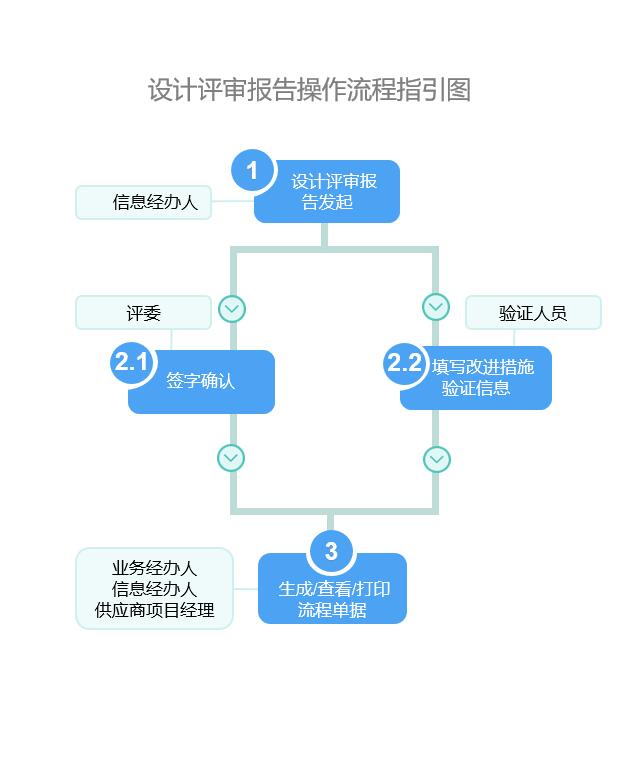 设计评审报告操作流程指引图
1
设计评审报
告发起
信息经办人
评委
验证人员
2.1
签字确认
2.2
填写改进措施
验证信息
3
业务经办人
信息经办人
供应商项目经理
生成/查看/打印
流程单据